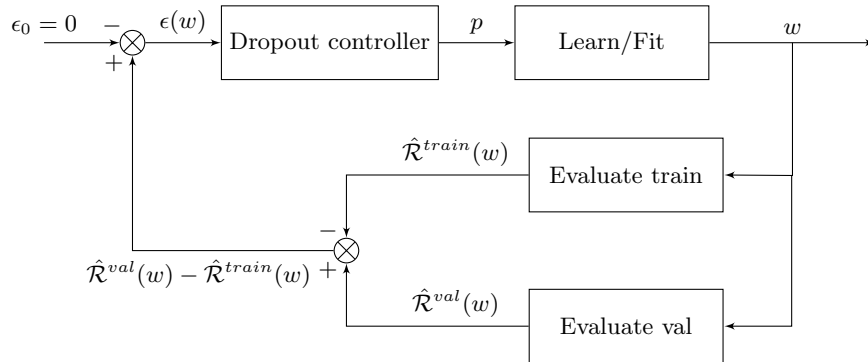 ϵ₀ = 0
−
+
ϵ(w)
Dropout controller
p
Learn/Fit
w
R̂^{train}(w)
Evaluate train
−
+
R̂^{val}(w) − R̂^{train}(w)
R̂^{val}(w)
Evaluate val